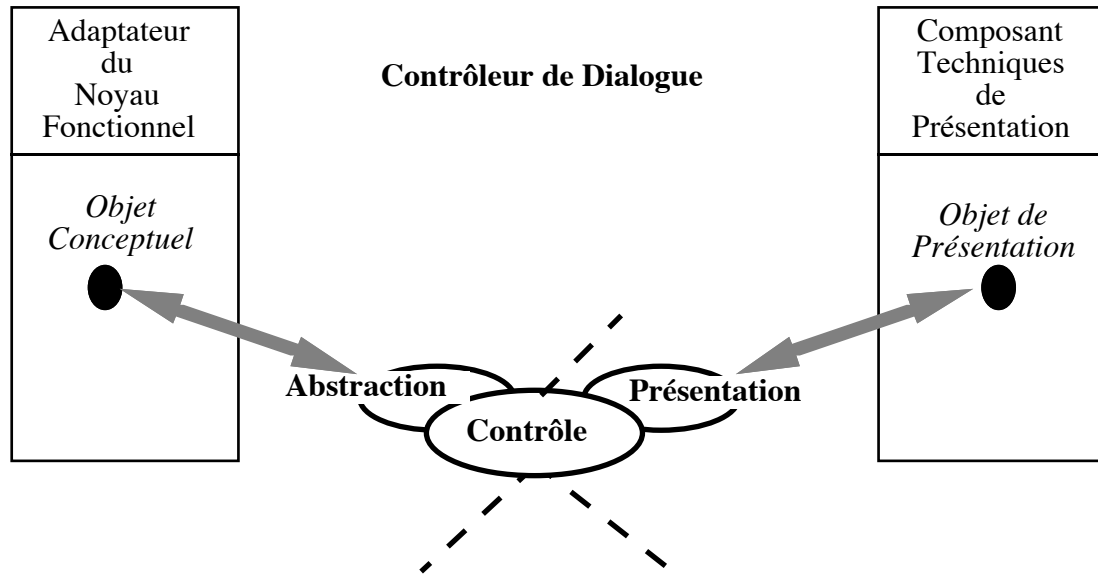 Adaptateur
du
Noyau
Fonctionnel
Contrôleur de Dialogue
Composant
Techniques
de
Présentation
Objet
Conceptuel
Objet de
Présentation
Abstraction
Présentation
Contrôle